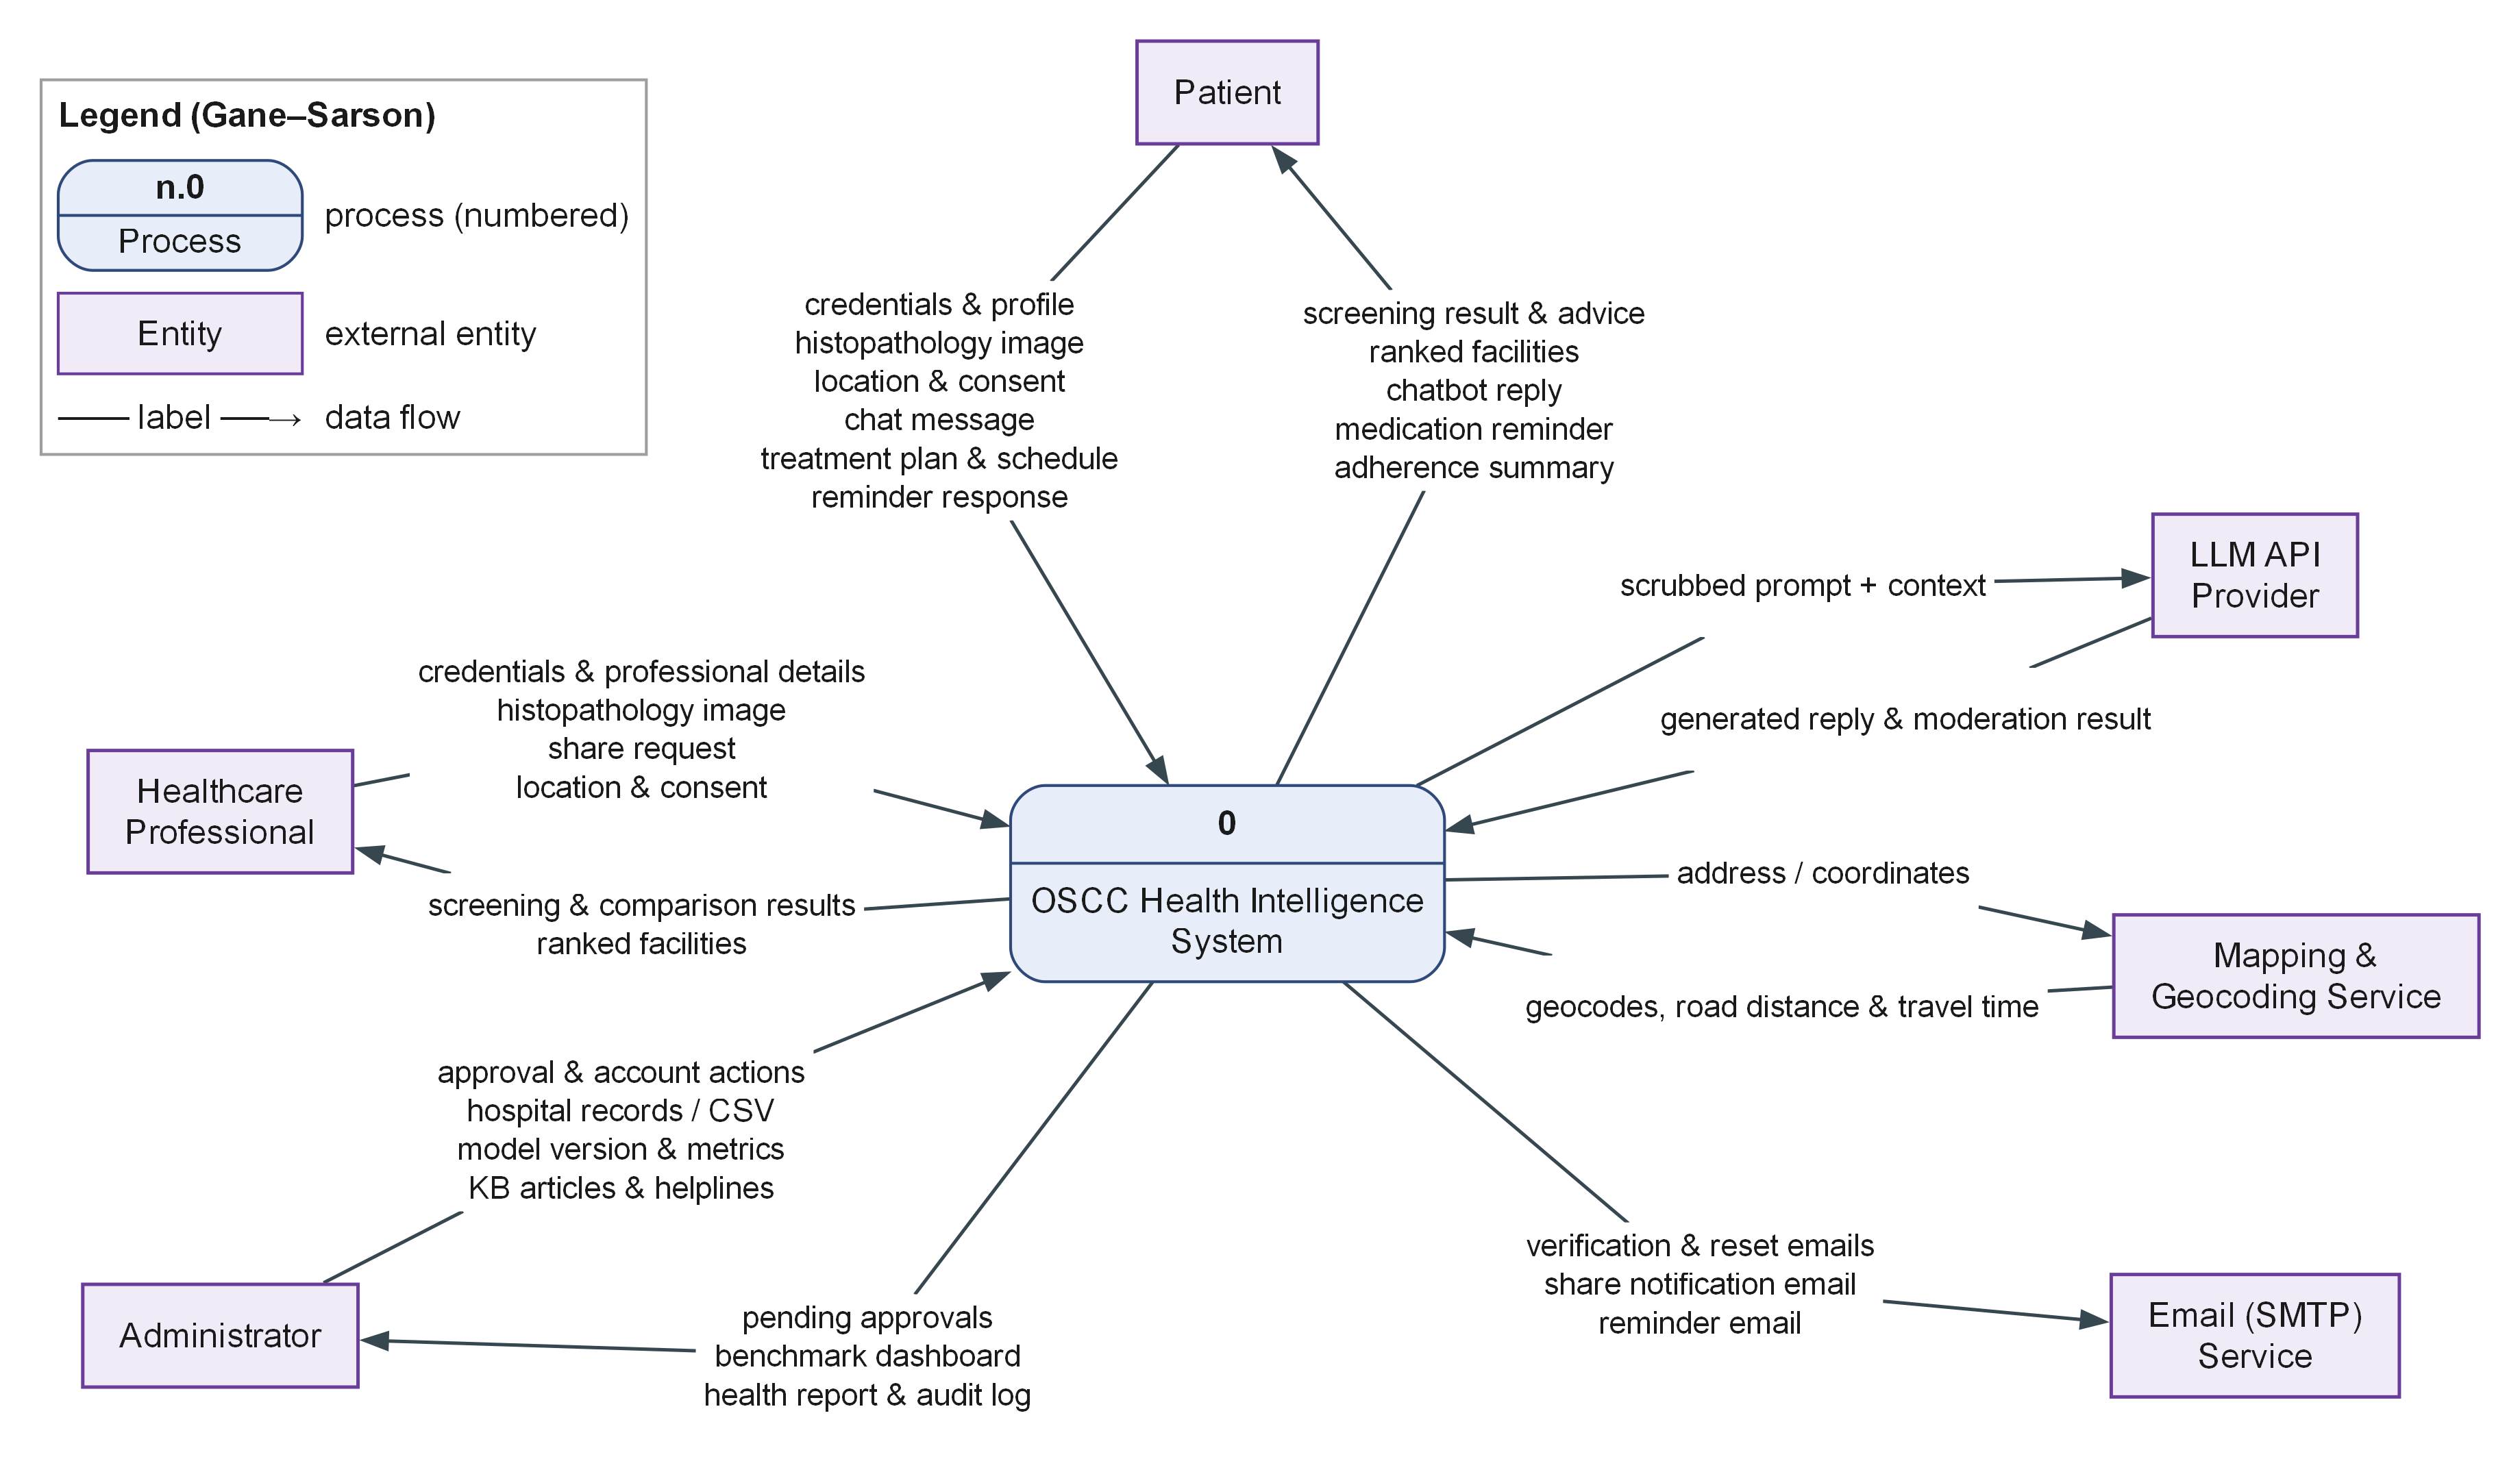 Legend (Gane–Sarson)
n.0
Process
process (numbered)
Entity
external entity
label
data flow
Patient
credentials & profile
histopathology image
location & consent
chat message
treatment plan & schedule
reminder response
screening result & advice
ranked facilities
chatbot reply
medication reminder
adherence summary
LLM API
Provider
scrubbed prompt + context
generated reply & moderation result
credentials & professional details
histopathology image
share request
location & consent
Healthcare
Professional
screening & comparison results
ranked facilities
0
OSCC Health Intelligence
System
address / coordinates
Mapping &
Geocoding Service
geocodes, road distance & travel time
approval & account actions
hospital records / CSV
model version & metrics
KB articles & helplines
Administrator
pending approvals
benchmark dashboard
health report & audit log
verification & reset emails
share notification email
reminder email
Email (SMTP)
Service